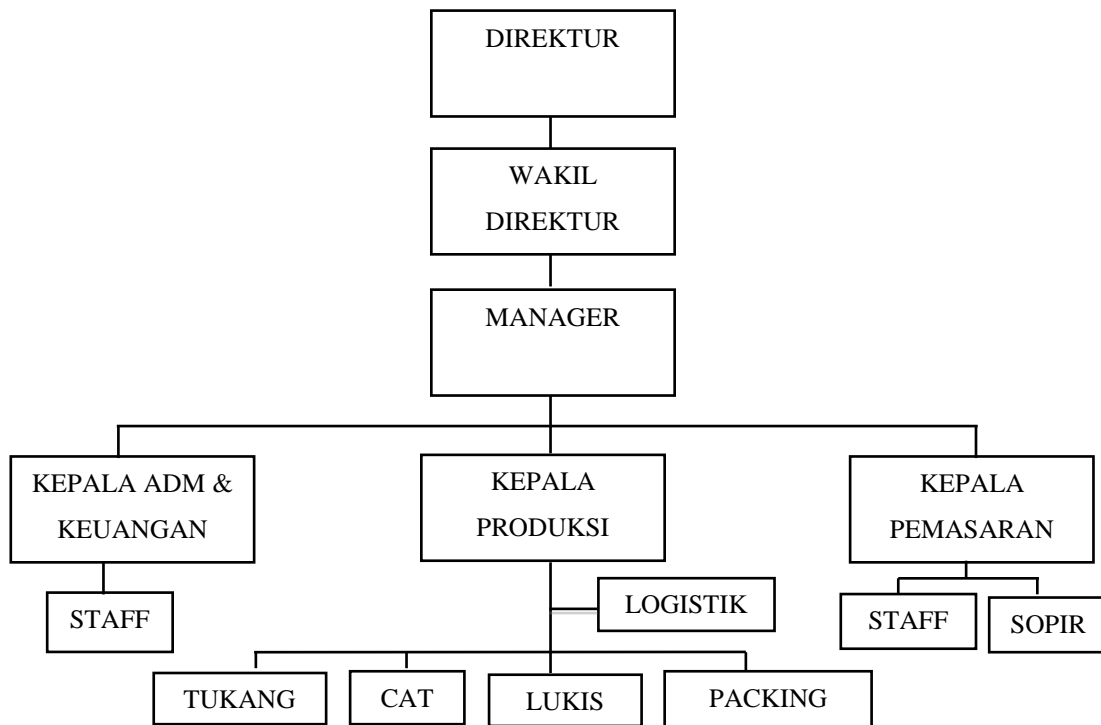 DIREKTUR
WAKIL
DIREKTUR
MANAGER
KEPALA ADM &
KEUANGAN
KEPALA
PRODUKSI
KEPALA
PEMASARAN
STAFF
LOGISTIK
STAFF
SOPIR
TUKANG
CAT
LUKIS
PACKING